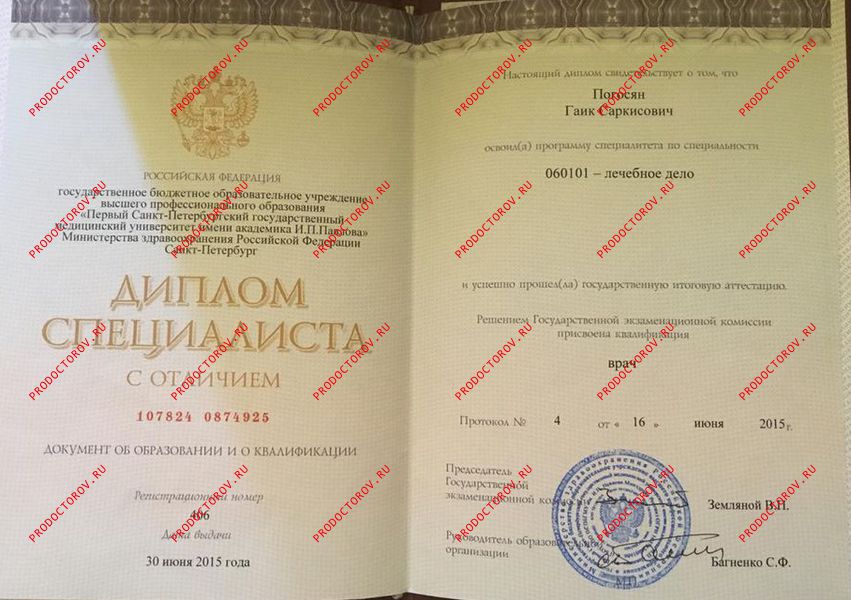 РОССИЙСКАЯ ФЕДЕРАЦИЯ
государственное бюджетное образовательное учреждение
высшего профессионального образования
«Первый Санкт-Петербургский государственный
медицинский университет имени академика И.П.Павлова»
Министерства здравоохранения Российской Федерации
Санкт-Петербург
ДИПЛОМ
СПЕЦИАЛИСТА
С ОТЛИЧИЕМ
107824 0874925
ДОКУМЕНТ ОБ ОБРАЗОВАНИИ И О КВАЛИФИКАЦИИ
Регистрационный номер
406
Дата выдачи
30 июня 2015 года
Настоящий диплом свидетельствует о том, что
Погосян
Гаик Саркисович
освоил(а) программу специалитета по специальности
060101 – лечебное дело
и успешно прошел(ла) государственную итоговую аттестацию.
Решением Государственной экзаменационной комиссии
присвоена квалификация
врач
Протокол № 4 от « 16 » июня 2015 г.
Председатель
Государственной
экзаменационной комиссии
Земляной В.П.
Руководитель образовательной
организации
Багненко С.Ф.
М.П.
PRODOCTOROV.RU